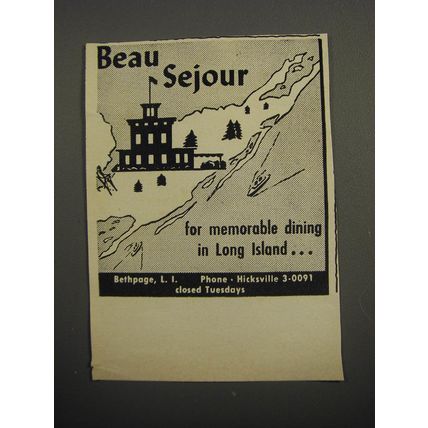 Beau
Sejour
for memorable dining
in Long Island...
Bethpage, L. I. Phone - Hicksville 3-0091
closed Tuesdays